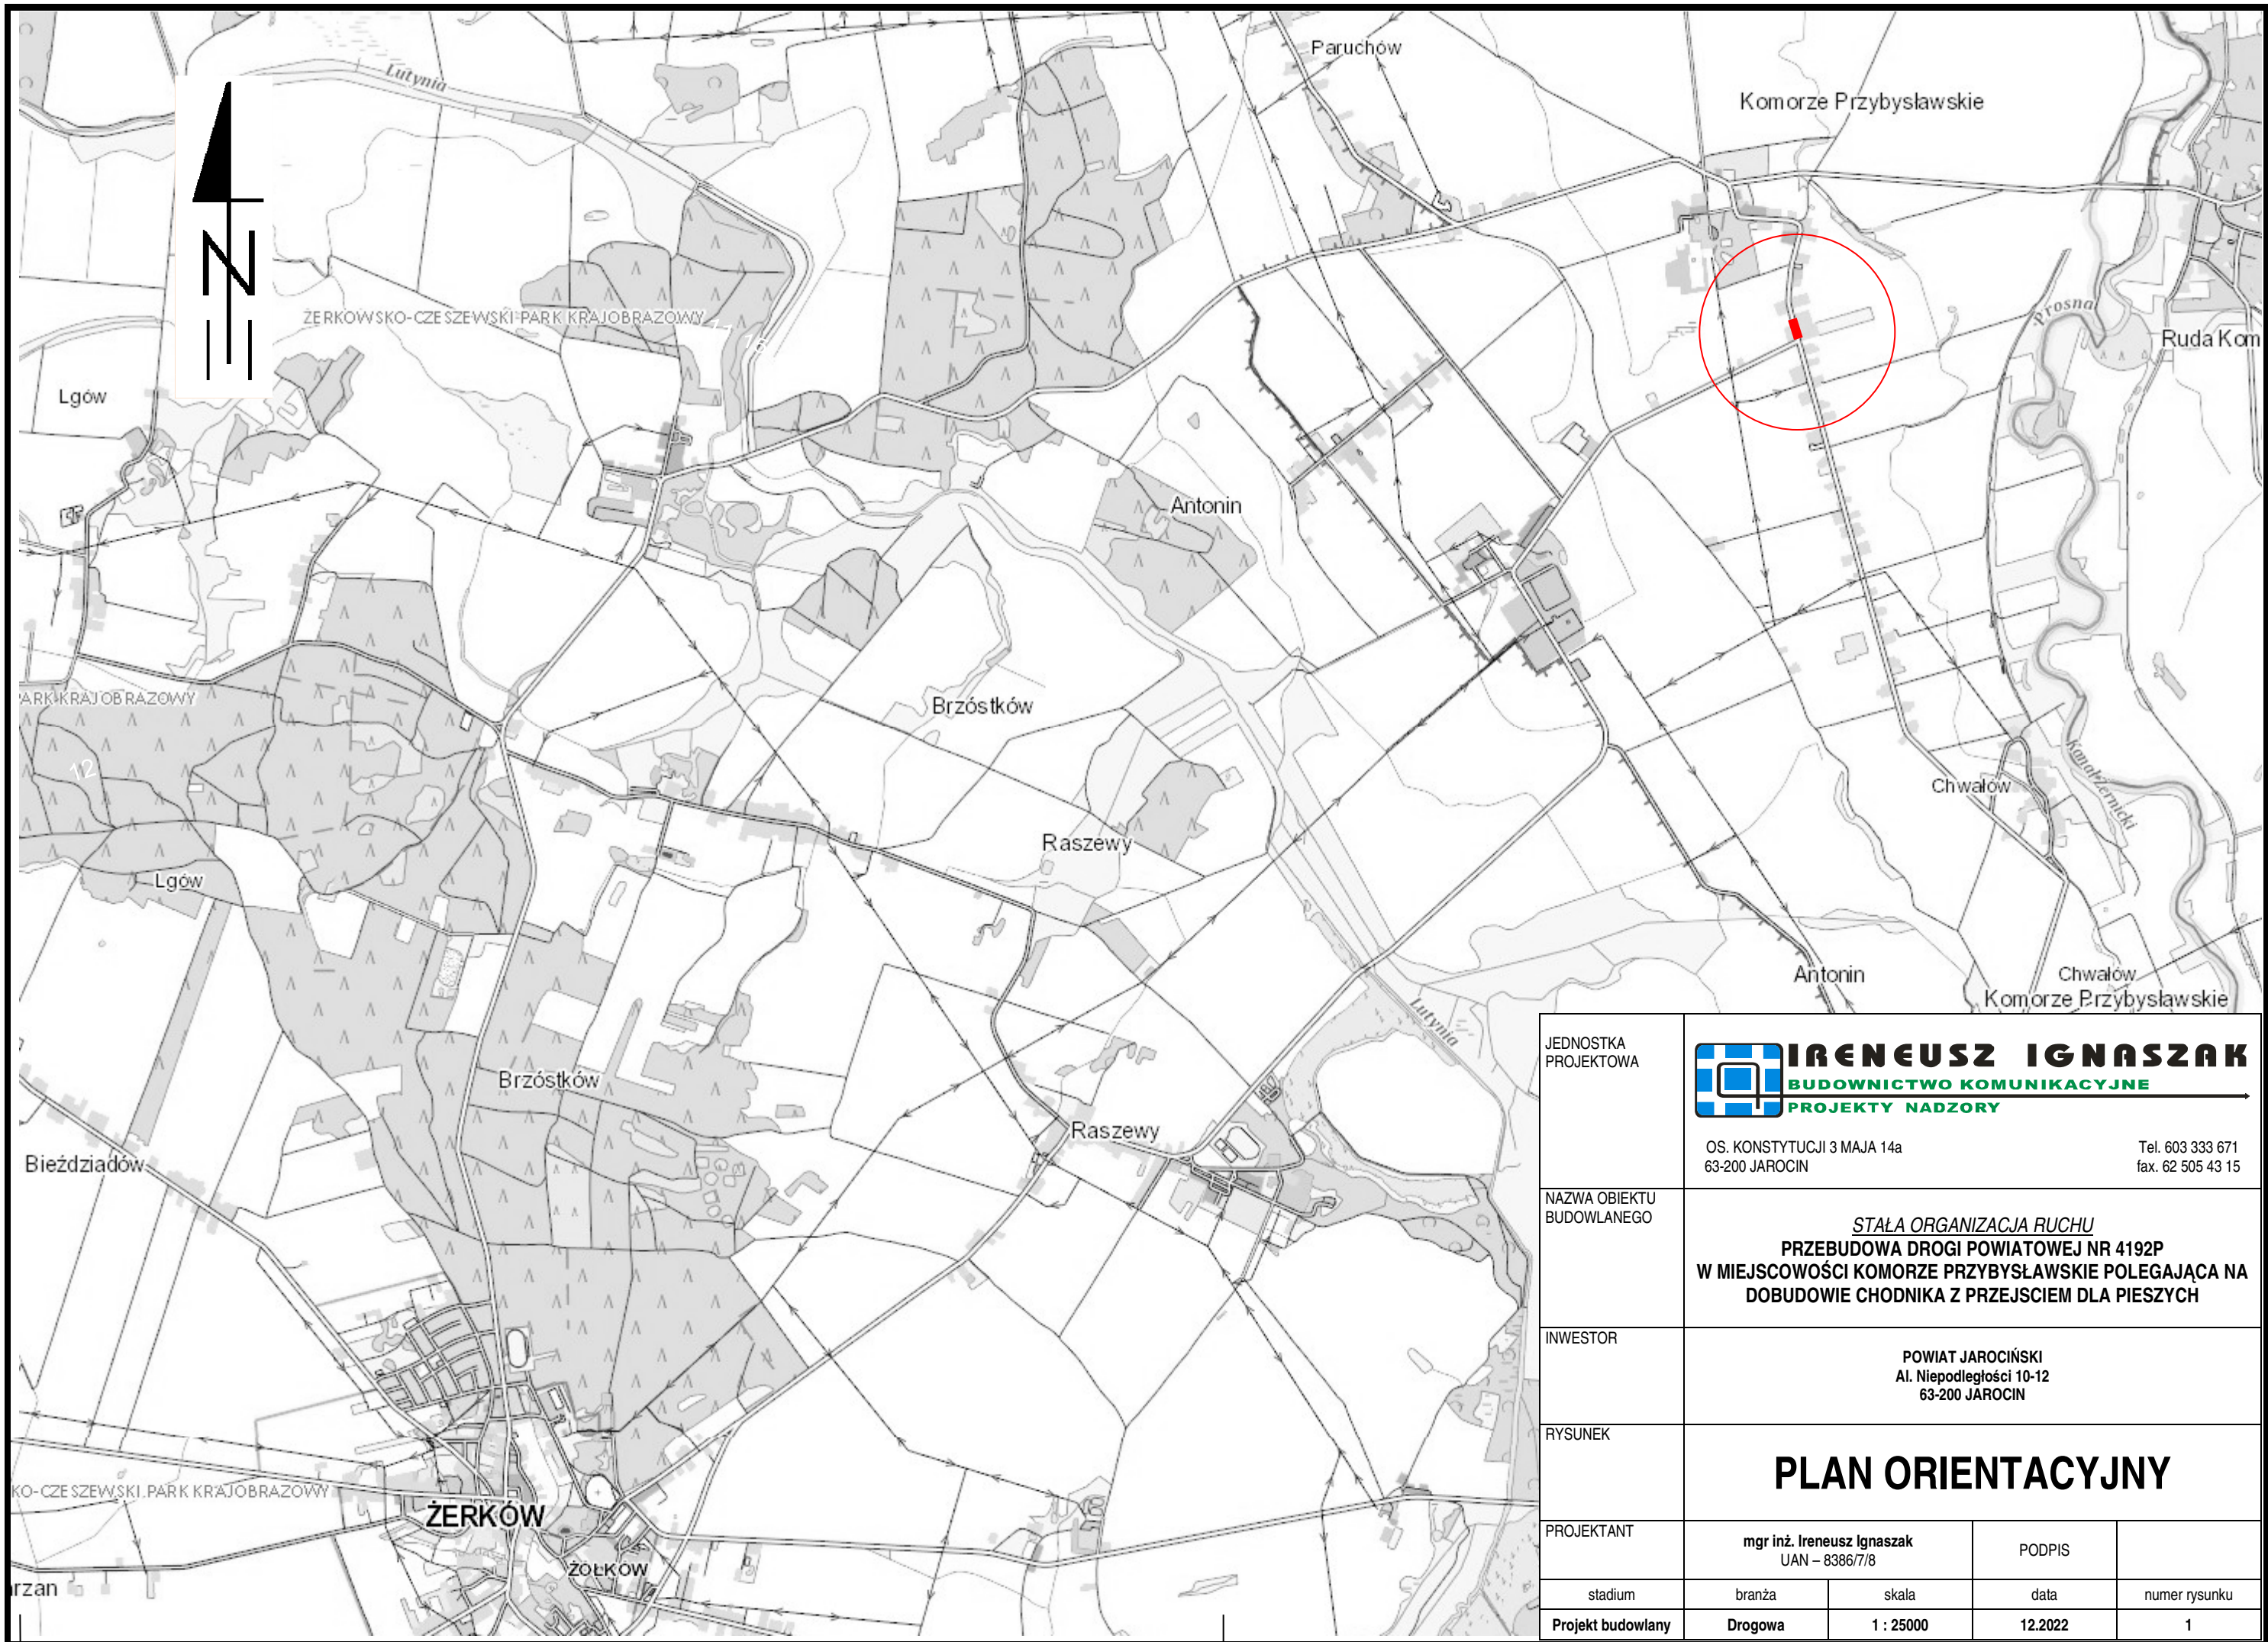 Paruchów
Lutynia
Komorze Przybysławskie
N
ŻERKOWSKO-CZESZEWSKI PARK KRAJOBRAZOWY
Prosna
Ruda Kom
Lgów
Antonin
PARK KRAJOBRAZOWY
Brzóstków
12
Kanał Żernicki
Chwałów
Raszewy
Lgów
Antonin
Chwałów
Komorze Przybysławskie
Lutynia
Brzóstków
Raszewy
Bieździadów
KO-CZESZEWSKI PARK KRAJOBRAZOWY
ŻERKÓW
ŻÓŁKÓW
rzan
JEDNOSTKA
PROJEKTOWA
IRENEUSZ IGNASZAK
BUDOWNICTWO KOMUNIKACYJNE
PROJEKTY NADZORY
OS. KONSTYTUCJI 3 MAJA 14a
63-200 JAROCIN
Tel. 603 333 671
fax. 62 505 43 15
NAZWA OBIEKTU
BUDOWLANEGO
STAŁA ORGANIZACJA RUCHU
PRZEBUDOWA DROGI POWIATOWEJ NR 4192P
W MIEJSCOWOŚCI KOMORZE PRZYBYSŁAWSKIE POLEGAJĄCA NA
DOBUDOWIE CHODNIKA Z PRZEJSCIEM DLA PIESZYCH
INWESTOR
POWIAT JAROCIŃSKI
Al. Niepodległości 10-12
63-200 JAROCIN
RYSUNEK
PLAN ORIENTACYJNY
PROJEKTANT
mgr inż. Ireneusz Ignaszak
UAN – 8386/7/8
PODPIS
stadium branża skala data numer rysunku
Projekt budowlany Drogowa 1 : 25000 12.2022 1